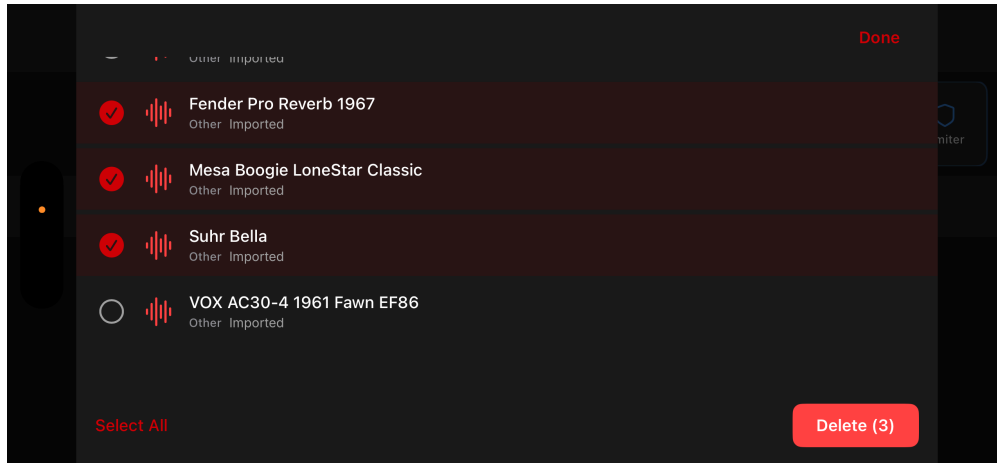 Done
Other Imported
Fender Pro Reverb 1967
Other Imported
miter
Mesa Boogie LoneStar Classic
Other Imported
Suhr Bella
Other Imported
VOX AC30-4 1961 Fawn EF86
Other Imported
Select All
Delete (3)